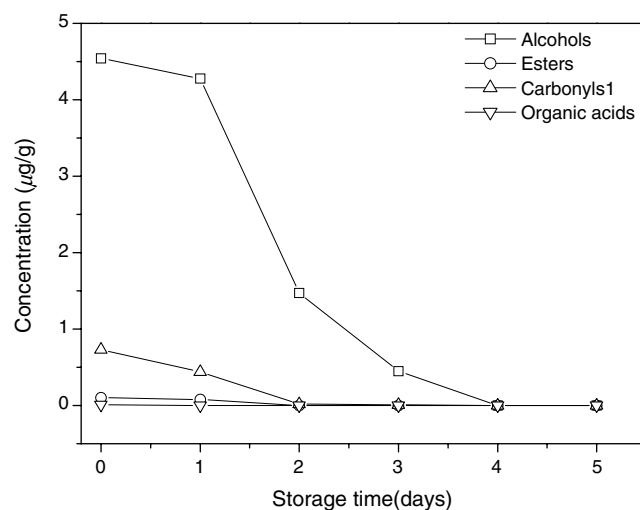 Alcohols
Esters
Carbonyls1
Organic acids
Concentration (μg/g)
5
4
3
2
1
0
0 1 2 3 4 5
Storage time(days)